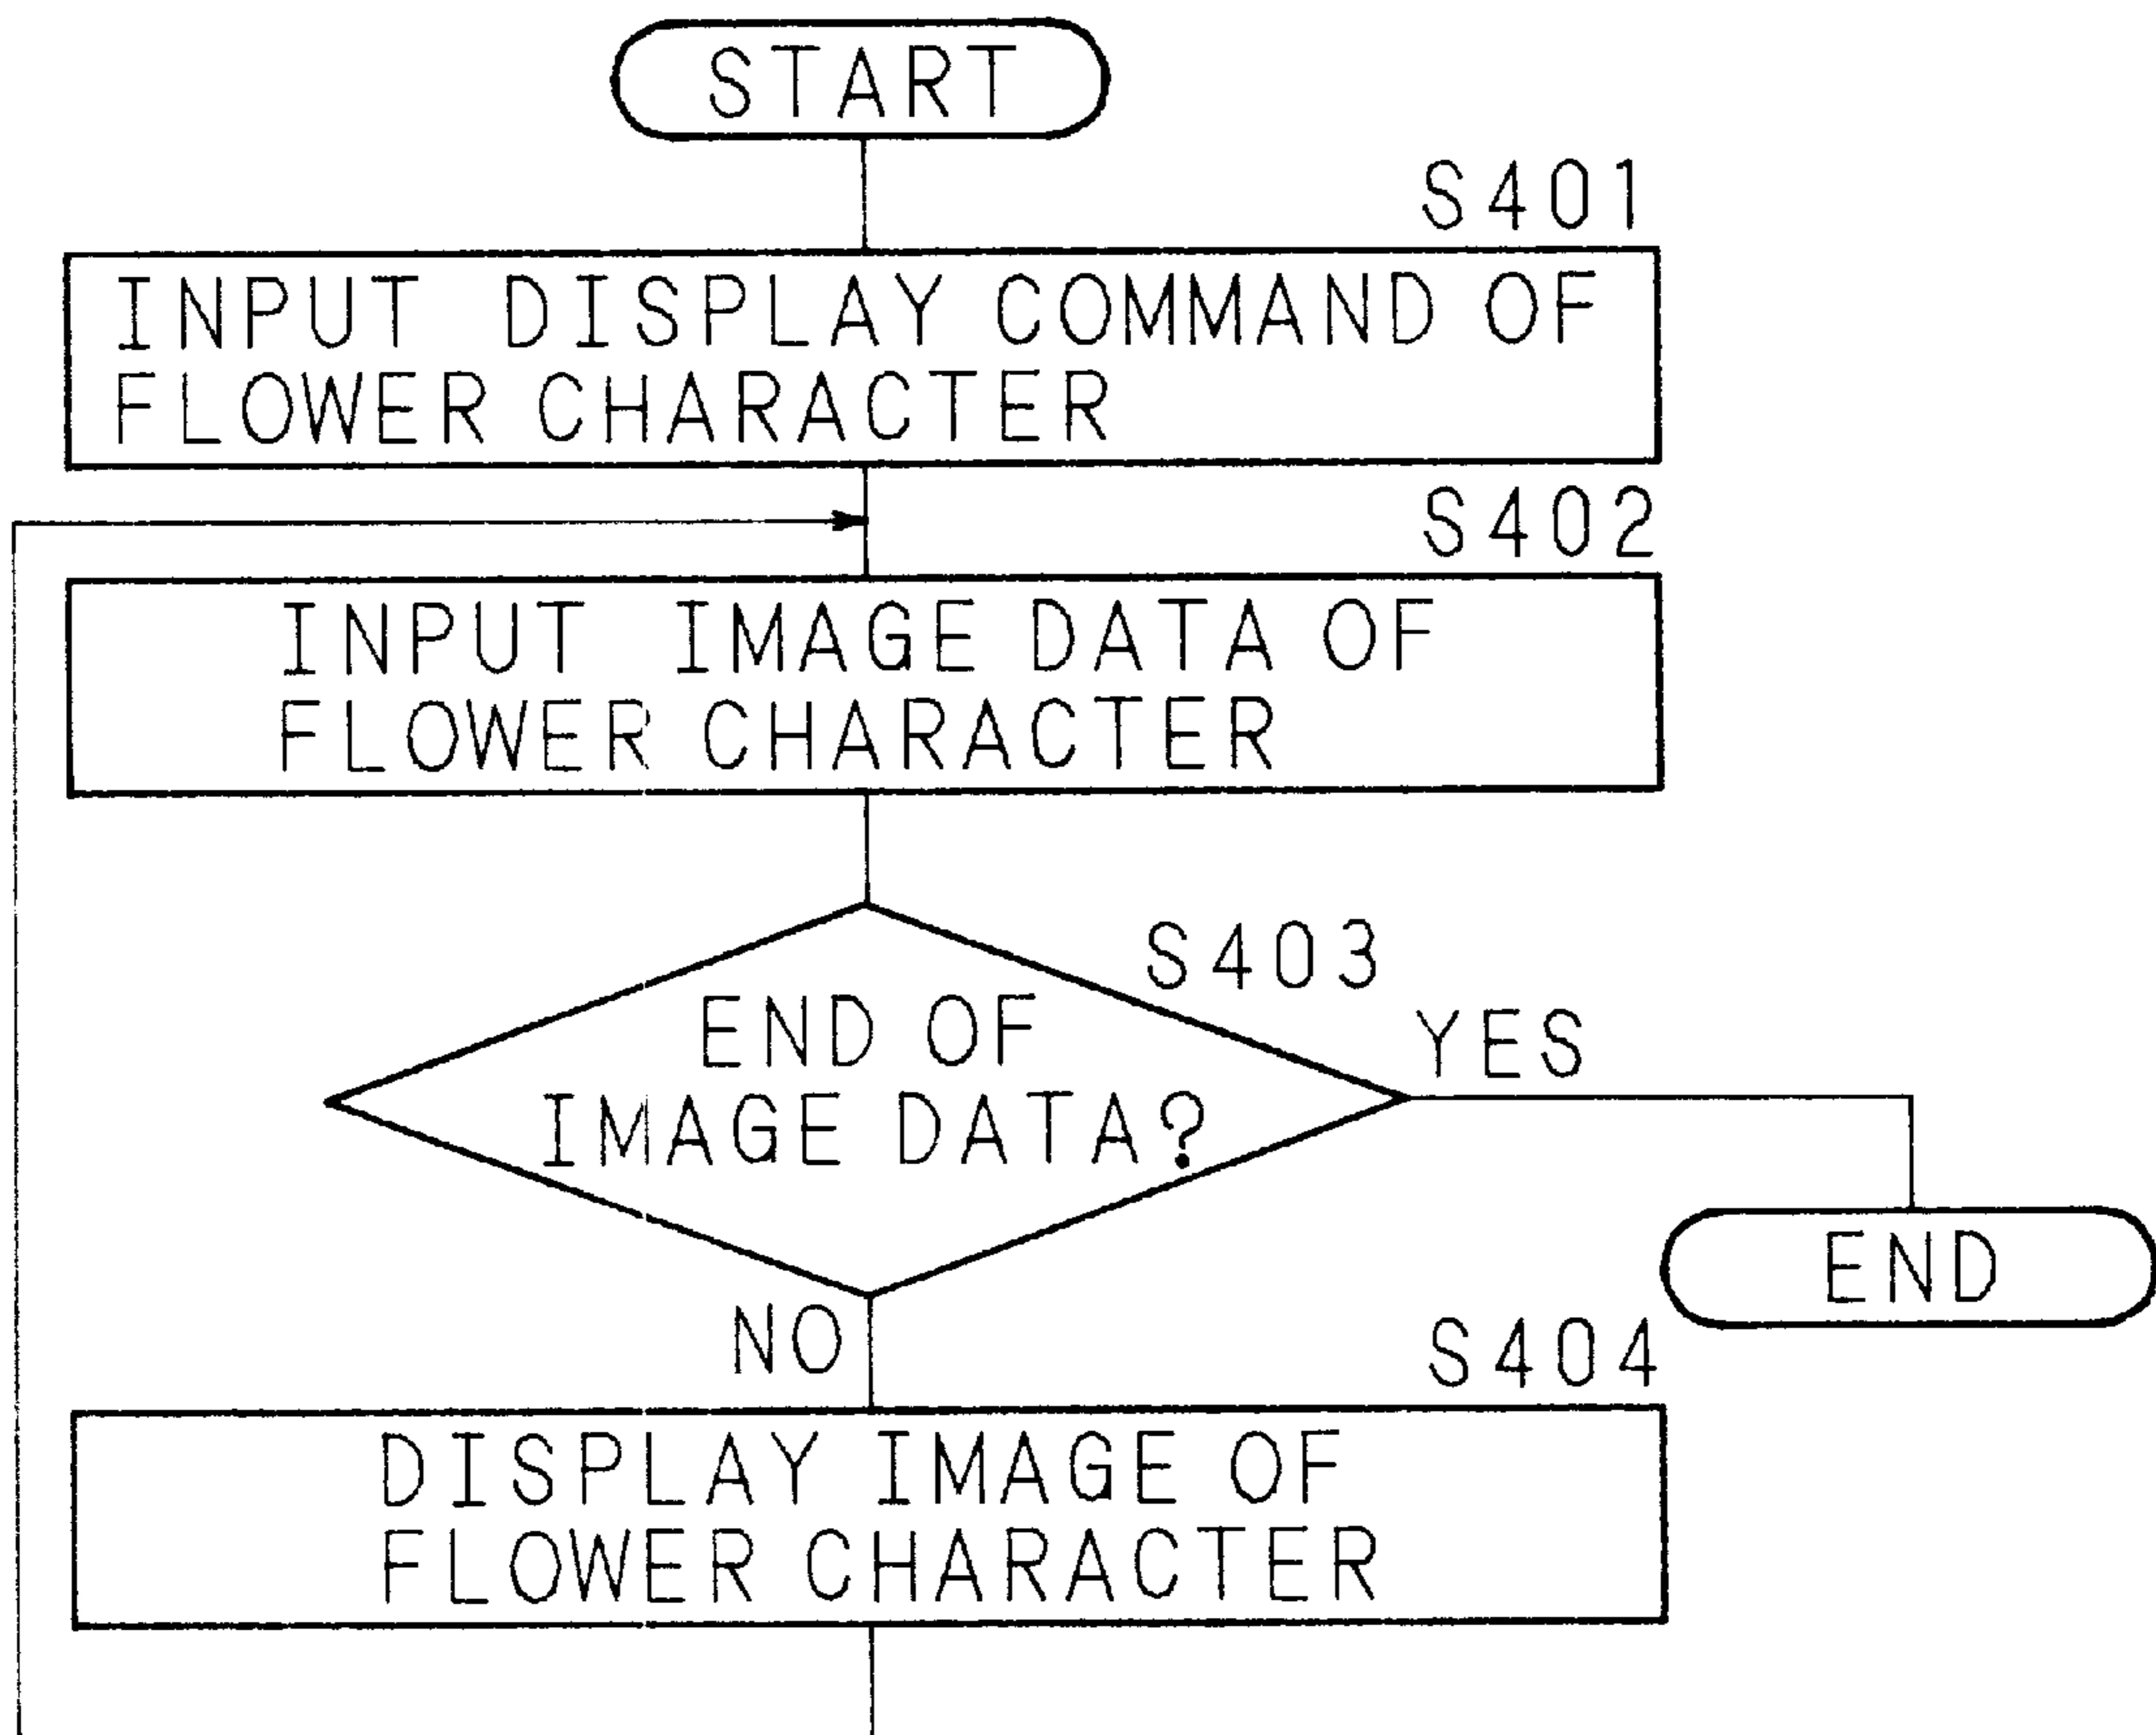 START
S401
INPUT DISPLAY COMMAND OF
FLOWER CHARACTER
S402
INPUT IMAGE DATA OF
FLOWER CHARACTER
S403
END OF
IMAGE DATA?
YES
END
NO
S404
DISPLAY IMAGE OF
FLOWER CHARACTER